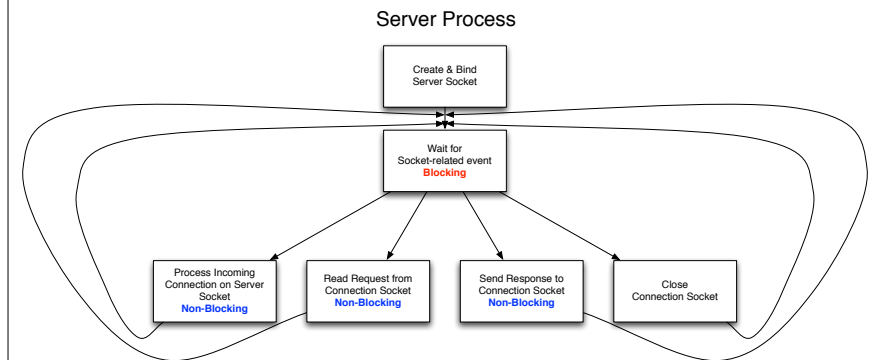 Server Process
Create & Bind
Server Socket
Wait for
Socket-related event
Blocking
Process Incoming
Connection on Server
Socket
Non-Blocking
Read Request from
Connection Socket
Non-Blocking
Send Response to
Connection Socket
Non-Blocking
Close
Connection Socket